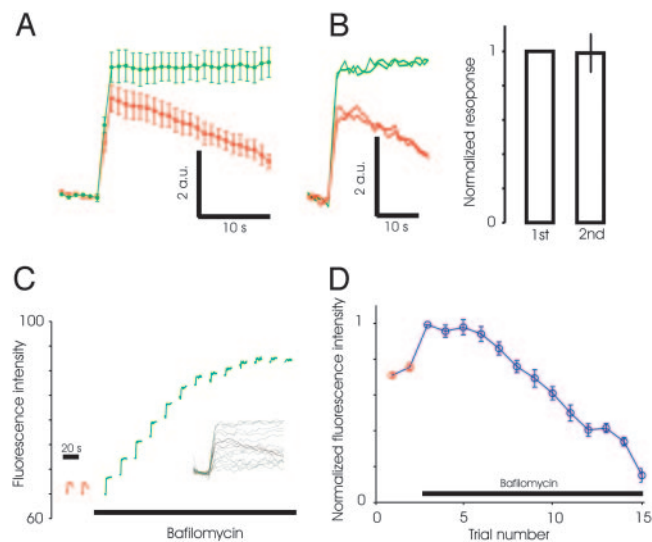 A
2 a.u.
10 s
B
2 a.u.
10 s
Normalized resoponse
1
0
1st
2nd
C
Fluorescence intensity
100
60
20 s
Bafilomycin
D
Normalized fluorescence intensity
1
0
Bafilomycin
0
5
10
15
Trial number